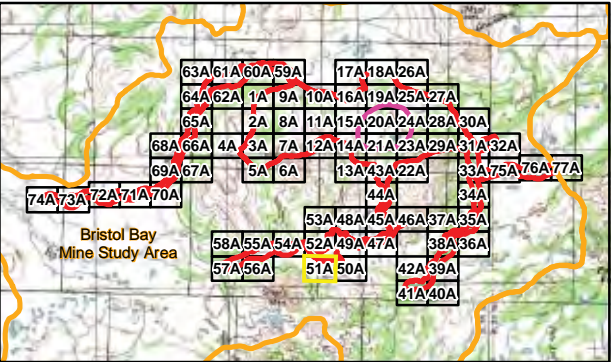 63A 61A 60A 59A 17A 18A 26A
64A 62A 1A 9A 10A 16A 19A 25A 27A
65A 2A 8A 11A 15A 20A 24A 28A 30A
68A 66A 4A 3A 7A 12A 14A 21A 23A 29A 31A 32A
69A 67A 5A 6A 13A 43A 22A 33A 75A 76A 77A
74A 73A 72A 71A 70A 44A 34A
53A 48A 45A 46A 37A 35A
Bristol Bay
Mine Study Area
58A 55A 54A 52A 49A 47A 38A 36A
57A 56A 51A 50A 42A 39A
41A 40A